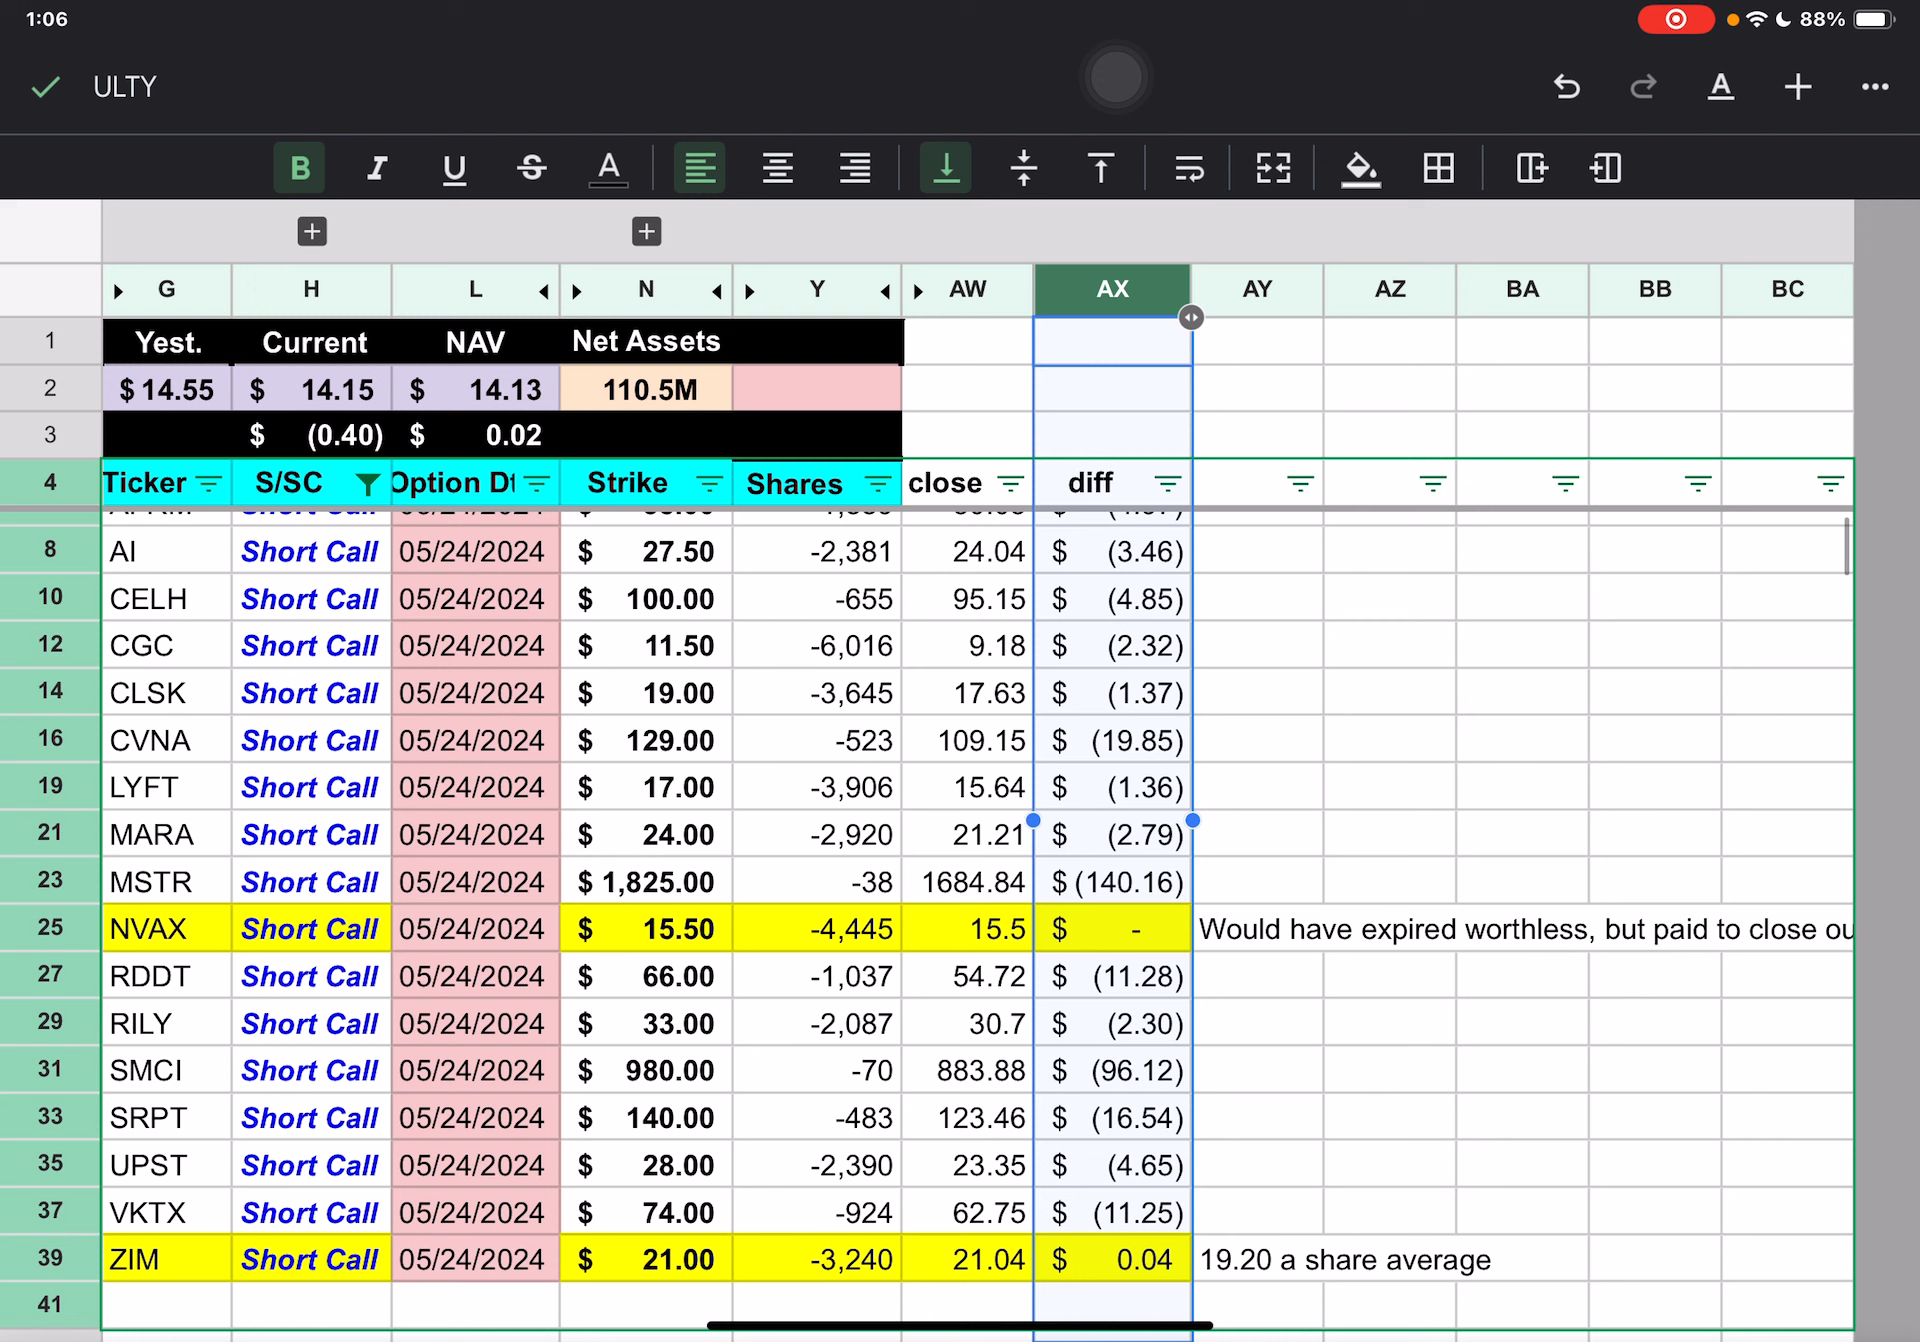 1:06
88%
ULTY
B I U S A A
G H L N Y AW AX AY AZ BA BB BC
1 Yest. Current NAV Net Assets
2 $ 14.55 $ 14.15 $ 14.13 110.5M
3 $ (0.40) $ 0.02
4 Ticker S/SC Option Strike Shares close diff
8 AI Short Call 05/24/2024 $ 27.50 -2,381 24.04 $ (3.46)
10 CELH Short Call 05/24/2024 $ 100.00 -655 95.15 $ (4.85)
12 CGC Short Call 05/24/2024 $ 11.50 -6,016 9.18 $ (2.32)
14 CLSK Short Call 05/24/2024 $ 19.00 -3,645 17.63 $ (1.37)
16 CVNA Short Call 05/24/2024 $ 129.00 -523 109.15 $ (19.85)
19 LYFT Short Call 05/24/2024 $ 17.00 -3,906 15.64 $ (1.36)
21 MARA Short Call 05/24/2024 $ 24.00 -2,920 21.21 $ (2.79)
23 MSTR Short Call 05/24/2024 $ 1,825.00 -38 1684.84 $ (140.16)
25 NVAX Short Call 05/24/2024 $ 15.50 -4,445 15.5 $ - Would have expired worthless, but paid to close ou
27 RDDT Short Call 05/24/2024 $ 66.00 -1,037 54.72 $ (11.28)
29 RILY Short Call 05/24/2024 $ 33.00 -2,087 30.7 $ (2.30)
31 SMCI Short Call 05/24/2024 $ 980.00 -70 883.88 $ (96.12)
33 SRPT Short Call 05/24/2024 $ 140.00 -483 123.46 $ (16.54)
35 UPST Short Call 05/24/2024 $ 28.00 -2,390 23.35 $ (4.65)
37 VKTX Short Call 05/24/2024 $ 74.00 -924 62.75 $ (11.25)
39 ZIM Short Call 05/24/2024 $ 21.00 -3,240 21.04 $ 0.04 19.20 a share average
41